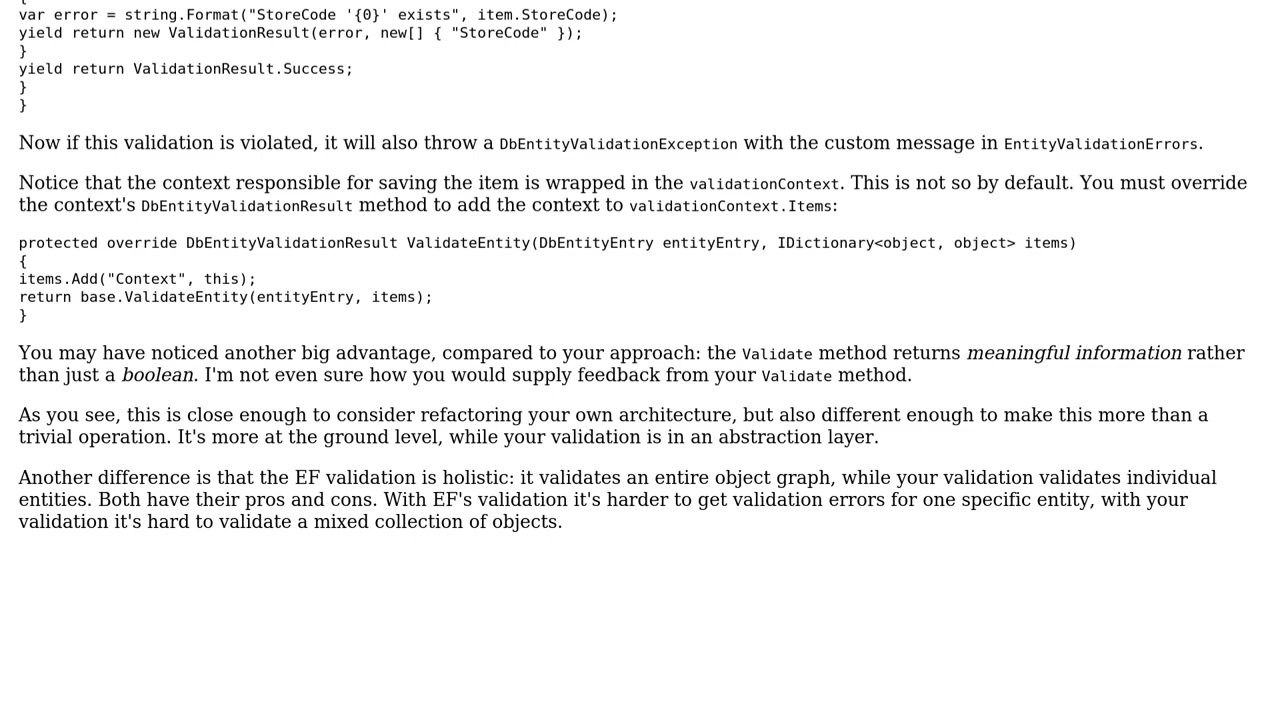 var error = string.Format("StoreCode '{0}' exists", item.StoreCode);
yield return new ValidationResult(error, new[] { "StoreCode" });
}
yield return ValidationResult.Success;
}
}
Now if this validation is violated, it will also throw a DbEntityValidationException with the custom message in EntityValidationErrors.
Notice that the context responsible for saving the item is wrapped in the validationContext. This is not so by default. You must override
the context's DbEntityValidationResult method to add the context to validationContext.Items:
protected override DbEntityValidationResult ValidateEntity(DbEntityEntry entityEntry, IDictionary<object, object> items)
{
items.Add("Context", this);
return base.ValidateEntity(entityEntry, items);
}
You may have noticed another big advantage, compared to your approach: the Validate method returns meaningful information rather
than just a boolean. I'm not even sure how you would supply feedback from your Validate method.
As you see, this is close enough to consider refactoring your own architecture, but also different enough to make this more than a
trivial operation. It's more at the ground level, while your validation is in an abstraction layer.
Another difference is that the EF validation is holistic: it validates an entire object graph, while your validation validates individual
entities. Both have their pros and cons. With EF's validation it's harder to get validation errors for one specific entity, with your
validation it's hard to validate a mixed collection of objects.